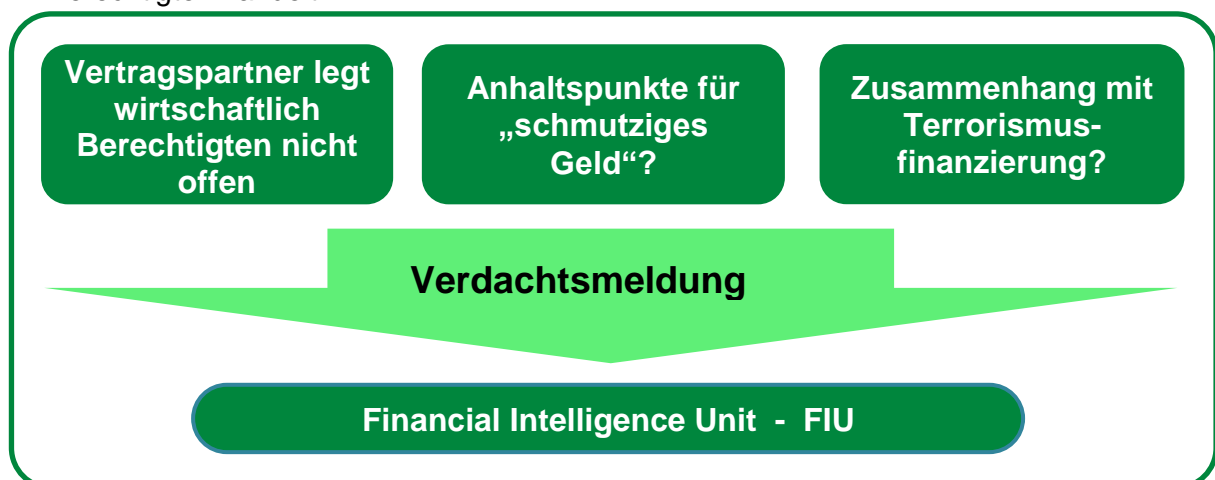 Vertragspartner legt
wirtschaftlich
Berechtigten nicht
offen
Anhaltspunkte für
„schmutziges
Geld“?
Zusammenhang mit
Terrorismus-
finanzierung?
Verdachtsmeldung
Financial Intelligence Unit - FIU